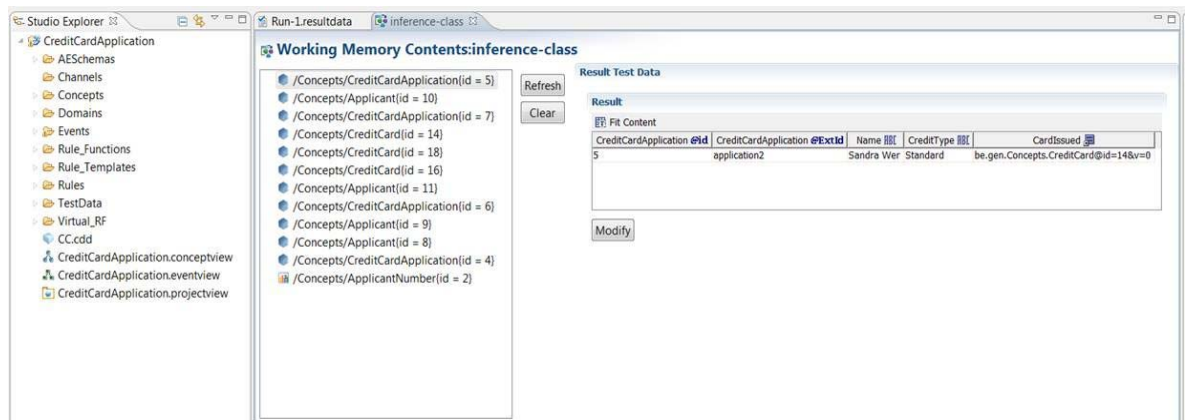 Studio Explorer
CreditCardApplication
AESchemas
Channels
Concepts
Domains
Events
Rule_Functions
Rule_Templates
Rules
TestData
Virtual_RF
CC.cdd
CreditCardApplication.conceptview
CreditCardApplication.eventview
CreditCardApplication.projectview
Run-1.resultdata inference-class
Working Memory Contents:inference-class
/Concepts/CreditCardApplication(id = 5)
/Concepts/Applicant(id = 10)
/Concepts/CreditCardApplication(id = 7)
/Concepts/CreditCard(id = 14)
/Concepts/CreditCard(id = 18)
/Concepts/CreditCard(id = 16)
/Concepts/Applicant(id = 11)
/Concepts/CreditCardApplication(id = 6)
/Concepts/Applicant(id = 9)
/Concepts/Applicant(id = 8)
/Concepts/CreditCardApplication(id = 4)
/Concepts/ApplicantNumber(id = 2)
Refresh
Clear
Result Test Data
Result
Fit Content
CreditCardApplication @id CreditCardApplication @ExtId Name CreditType CardIssued
5 application2 Sandra Wer Standard be.gen.Concepts.CreditCard@id=14&v=0
Modify